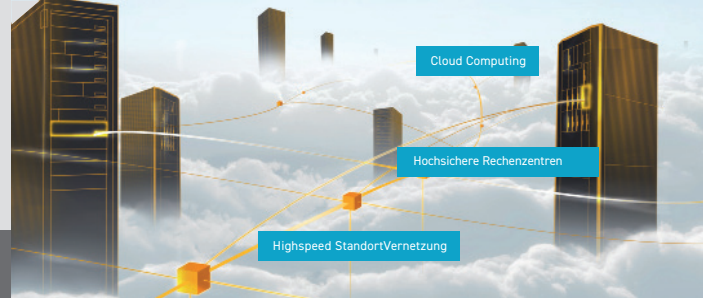 Cloud Computing
Hochsichere Rechenzentren
Highspeed StandortVernetzung